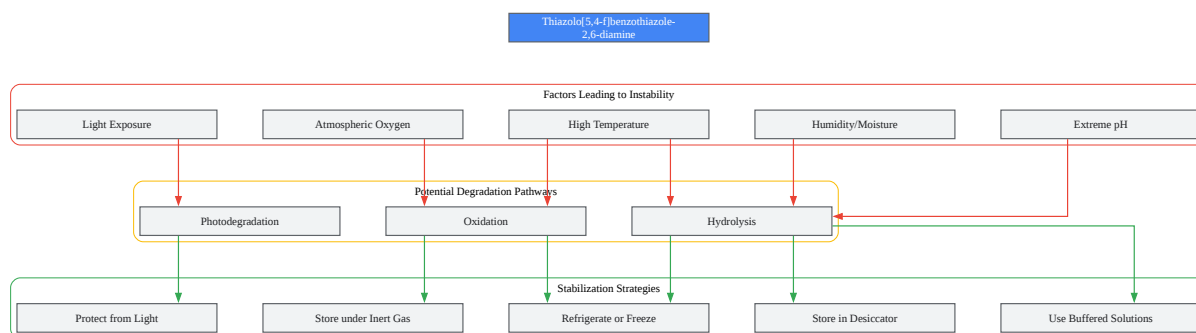 Thiazolo[5,4-f]benzothiazole-
2,6-diamine
Factors Leading to Instability
Light Exposure
Atmospheric Oxygen
High Temperature
Humidity/Moisture
Extreme pH
Potential Degradation Pathways
Photodegradation
Oxidation
Hydrolysis
Stabilization Strategies
Protect from Light
Store under Inert Gas
Refrigerate or Freeze
Store in Desiccator
Use Buffered Solutions